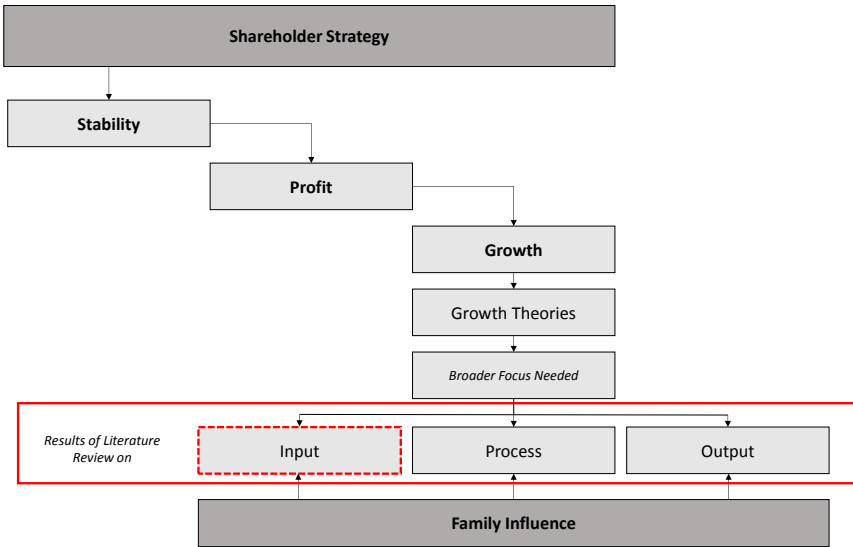 Shareholder Strategy
Stability
Profit
Growth
Growth Theories
Broader Focus Needed
Results of Literature
Review on
Input
Process
Output
Family Influence